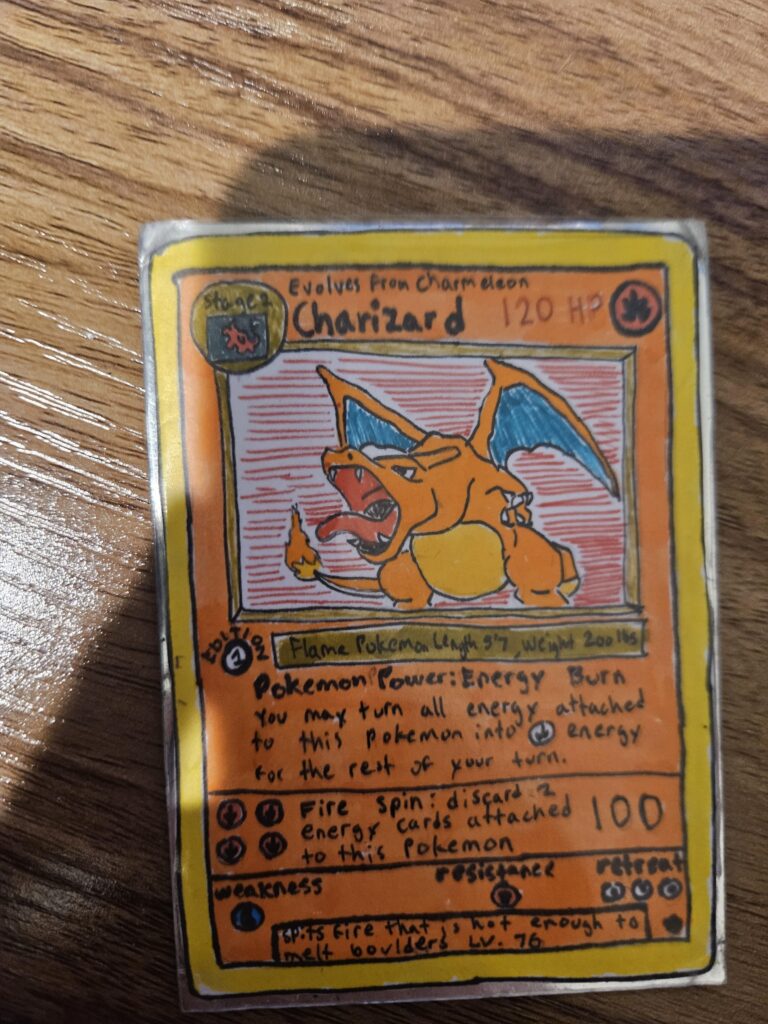 Evolves from Charmeleon
Stage 2
Charizard 120 HP
EDITION
1
Flame Pokemon Length 5'7, Weight 200 lbs
Pokemon Power: Energy Burn
You may turn all energy attached
to this pokemon into energy
for the rest of your turn.
Fire spin: discard 2
energy cards attached
to this pokemon
100
weakness
resistance
retreat
spits fire that is hot enough to
melt boulders LV. 76